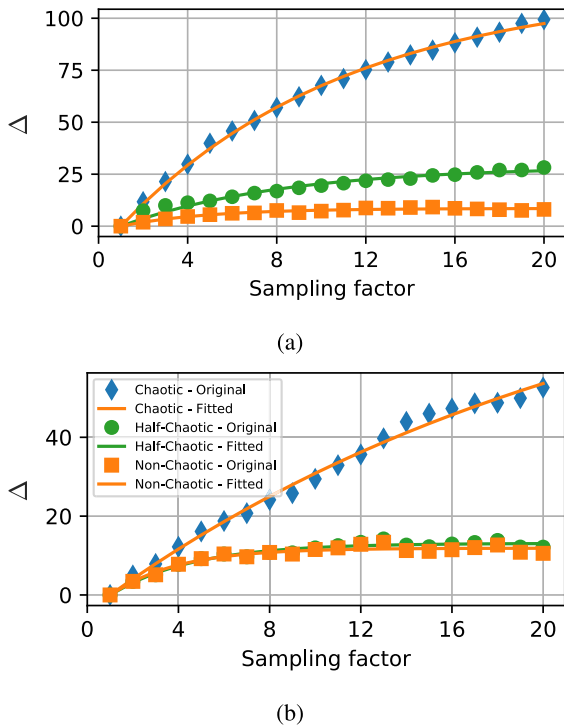 100
75
50
25
0
Δ
0
4
8
12
16
20
Sampling factor
(a)
Chaotic - Original
Chaotic - Fitted
Half-Chaotic - Original
Half-Chaotic - Fitted
Non-Chaotic - Original
Non-Chaotic - Fitted
40
20
0
Δ
0
4
8
12
16
20
Sampling factor
(b)